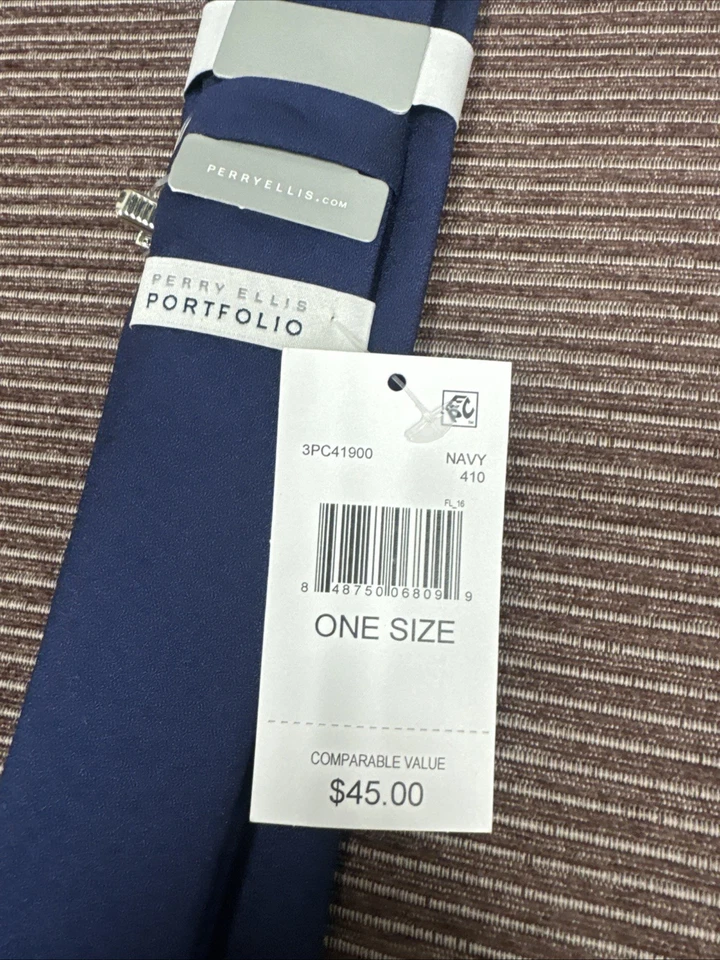 PERRYELLIS.COM
PERRY ELLIS
PORTFOLIO
3PC41900
NAVY
410
FL_16
8 48750 06809 9
ONE SIZE
COMPARABLE VALUE
$45.00